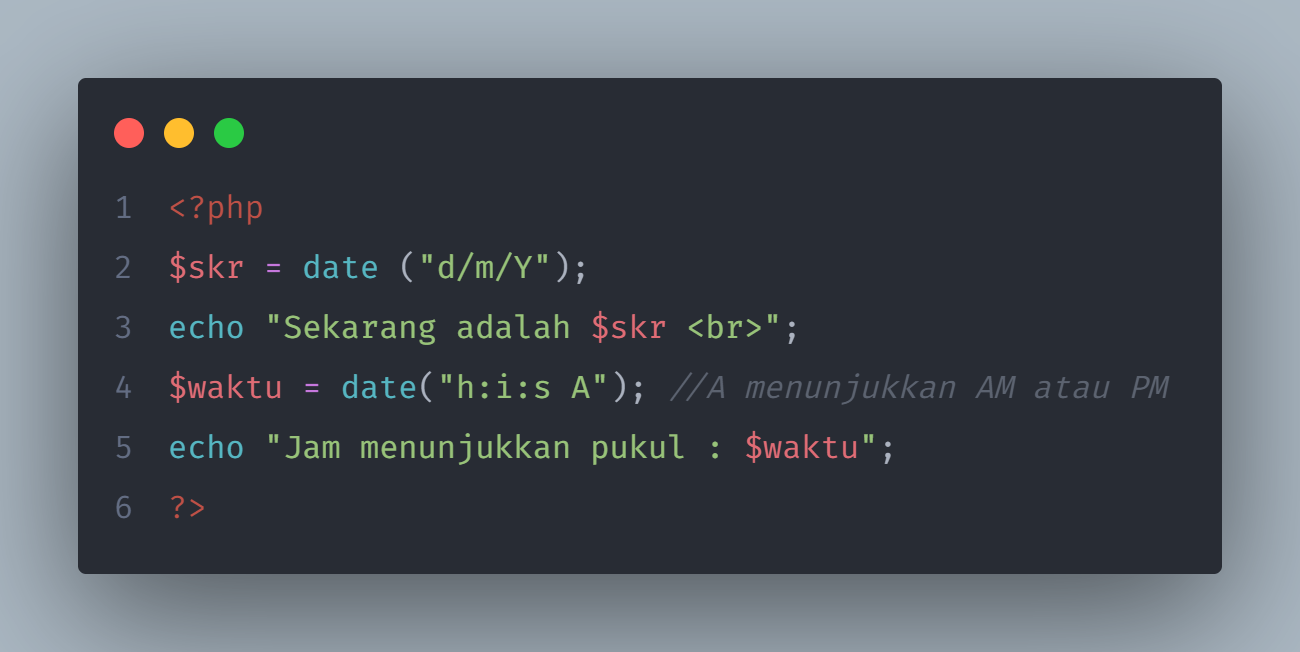 1 <?php
2 $skr = date ("d/m/Y");
3 echo "Sekarang adalah $skr <br>";
4 $waktu = date("h:i:s A"); //A menunjukkan AM atau PM
5 echo "Jam menunjukkan pukul : $waktu";
6 ?>